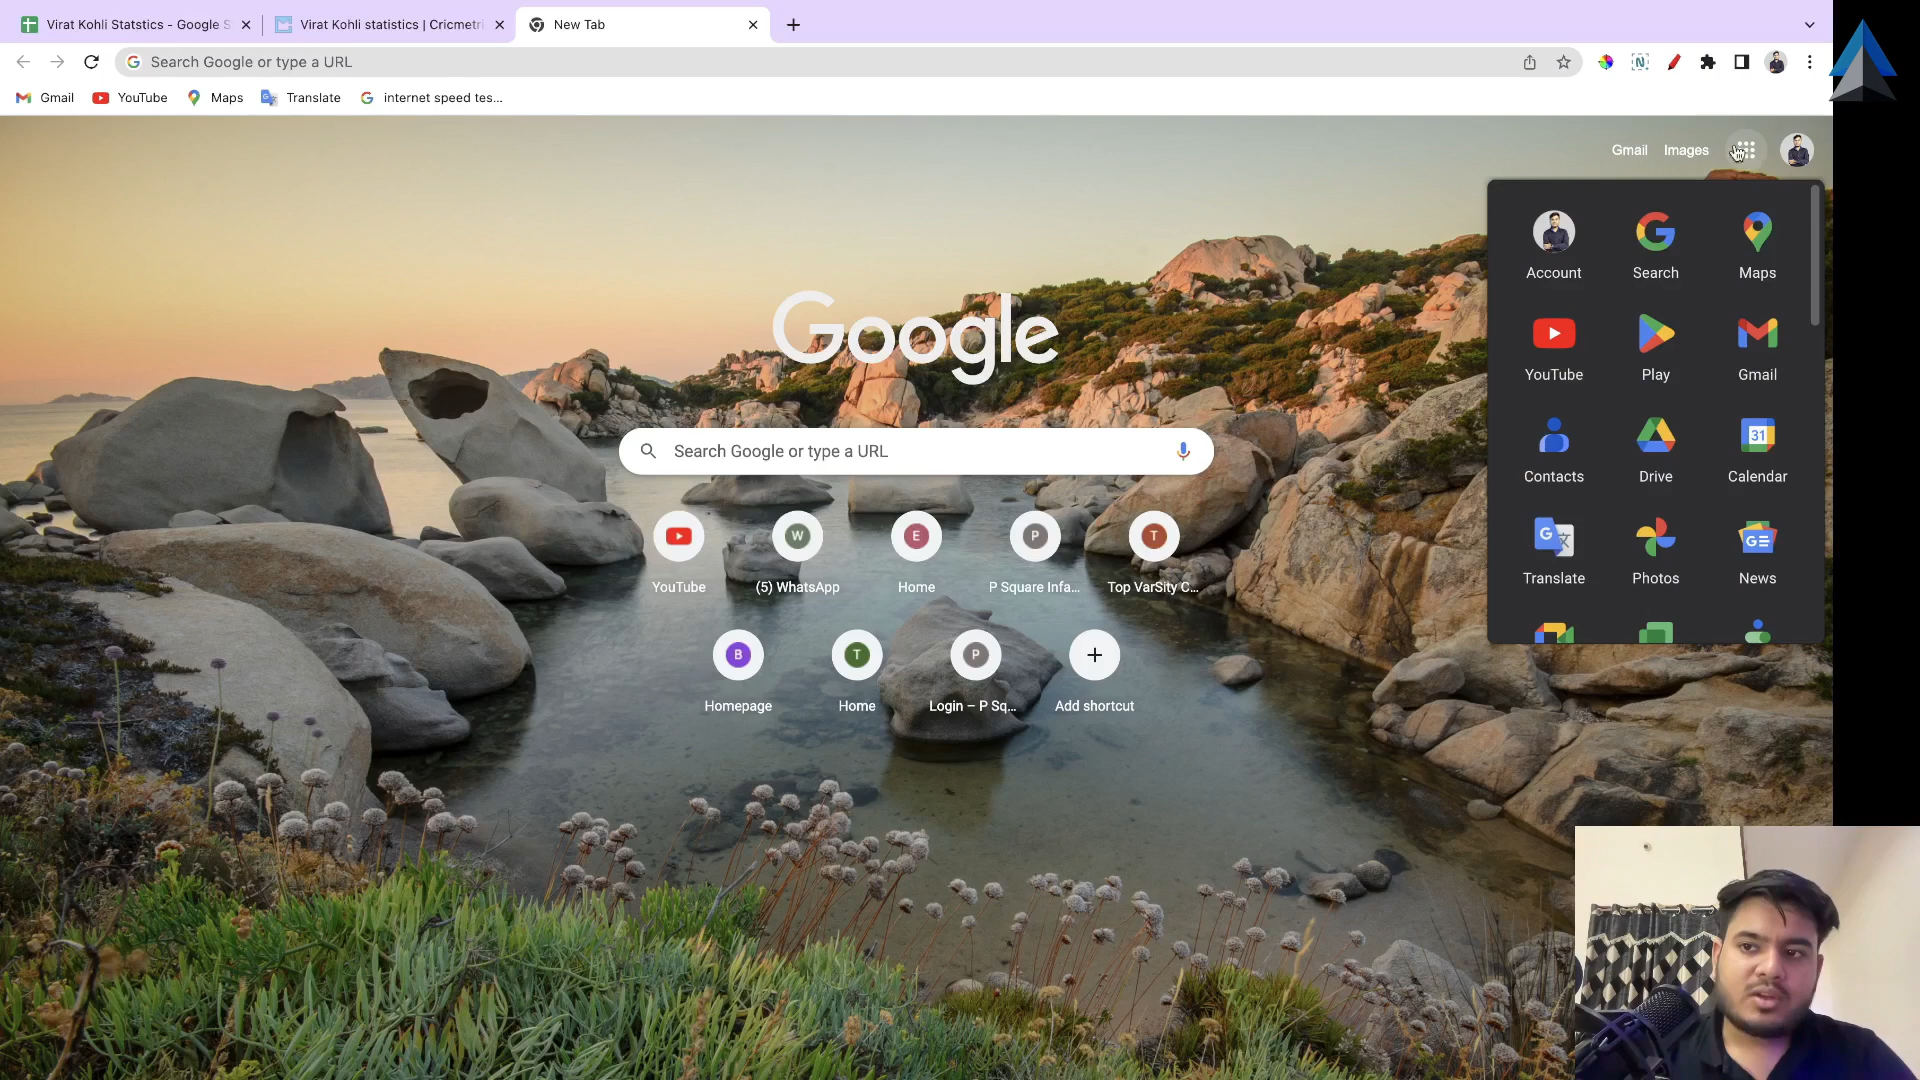 Virat Kohli Statstics - Google S
Virat Kohli statistics | Cricmetri
New Tab
Search Google or type a URL
Gmail
YouTube
Maps
Translate
internet speed tes...
Gmail
Images
Account
Search
Maps
YouTube
Play
Gmail
Contacts
31
Drive
Calendar
Translate
Photos
News
Google
Search Google or type a URL
W
E
P
T
YouTube
(5) WhatsApp
Home
P Square Infa...
Top VarSity C...
B
T
P
Homepage
Home
Login – P Sq...
Add shortcut